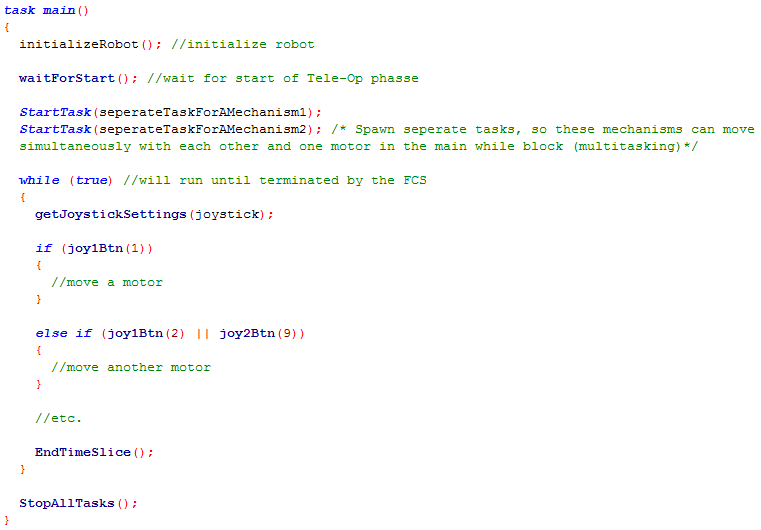 task main()
{
initializeRobot(); //initialize robot
waitForStart(); //wait for start of Tele-Op phasse
StartTask(seperateTaskForAMechanism1);
StartTask(seperateTaskForAMechanism2); /* Spawn seperate tasks, so these mechanisms can move
simultaneously with each other and one motor in the main while block (multitasking)*/
while (true) //will run until terminated by the FCS
{
getJoystickSettings(joystick);
if (joy1Btn(1))
{
//move a motor
}
else if (joy1Btn(2) || joy2Btn(9))
{
//move another motor
}
//etc.
EndTimeSlice();
}
StopAllTasks();
}